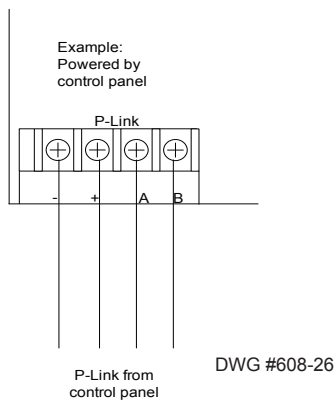 Example:
Powered by
control panel
P-Link
- + A B
P-Link from
control panel
DWG #608-26